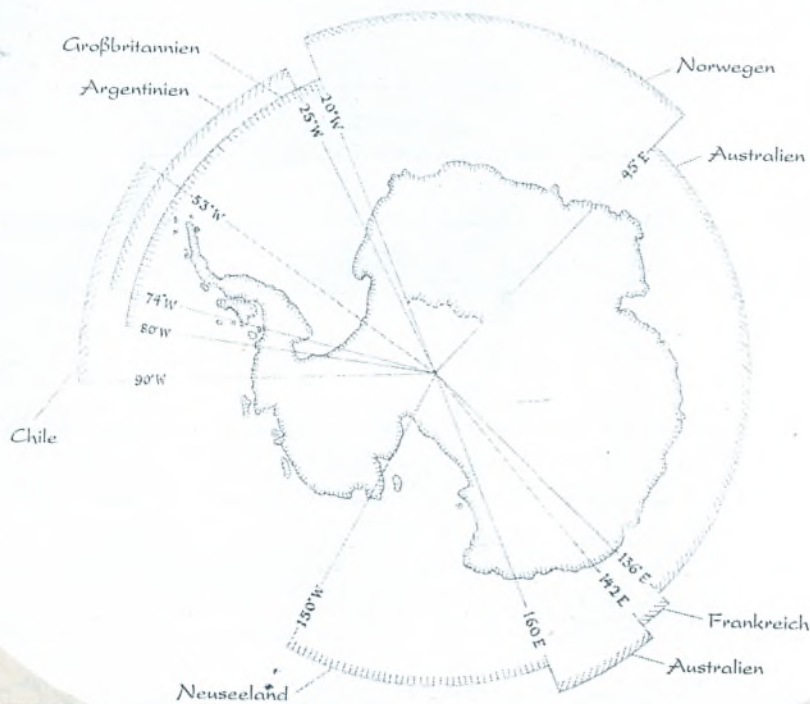 Großbritannien
Argentinien
Norwegen
Australien
20°W
25°W
45°E
53°W
74°W
80°W
90°W
Chile
136°E
142 E
150°W
160 E
Frankreich
Australien
Neuseeland